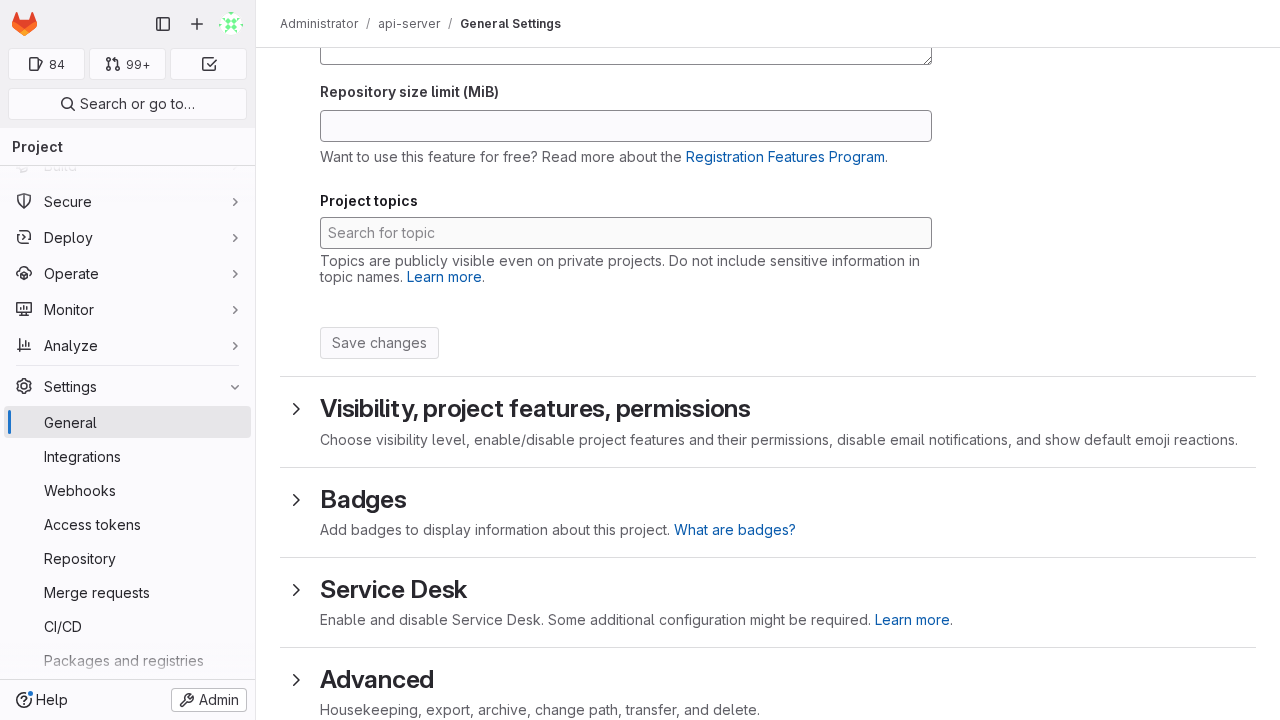 Administrator / api-server / General Settings
84 99+
Search or go to…
Project
Build
Secure
Deploy
Operate
Monitor
Analyze
Settings
General
Integrations
Webhooks
Access tokens
Repository
Merge requests
CI/CD
Packages and registries
Help
Admin
Repository size limit (MiB)
Want to use this feature for free? Read more about the Registration Features Program.
Project topics
Search for topic
Topics are publicly visible even on private projects. Do not include sensitive information in
topic names. Learn more.
Save changes
Visibility, project features, permissions
Choose visibility level, enable/disable project features and their permissions, disable email notifications, and show default emoji reactions.
Badges
Add badges to display information about this project. What are badges?
Service Desk
Enable and disable Service Desk. Some additional configuration might be required. Learn more.
Advanced
Housekeeping, export, archive, change path, transfer, and delete.